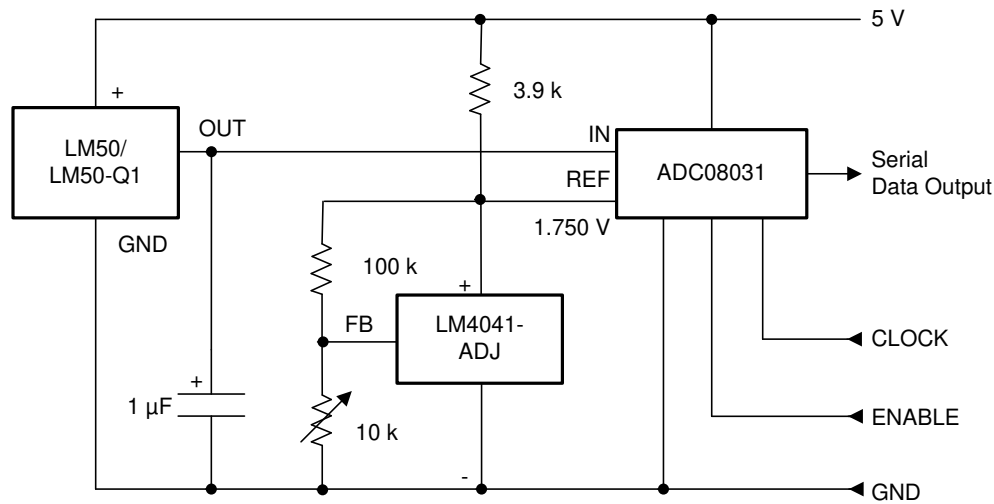 5 V
+
3.9 k
OUT
IN
LM50/
LM50-Q1
ADC08031
Serial
Data Output
REF
1.750 V
GND
100 k
+
FB
LM4041-
ADJ
CLOCK
+
1 µF
10 k
ENABLE
-
GND